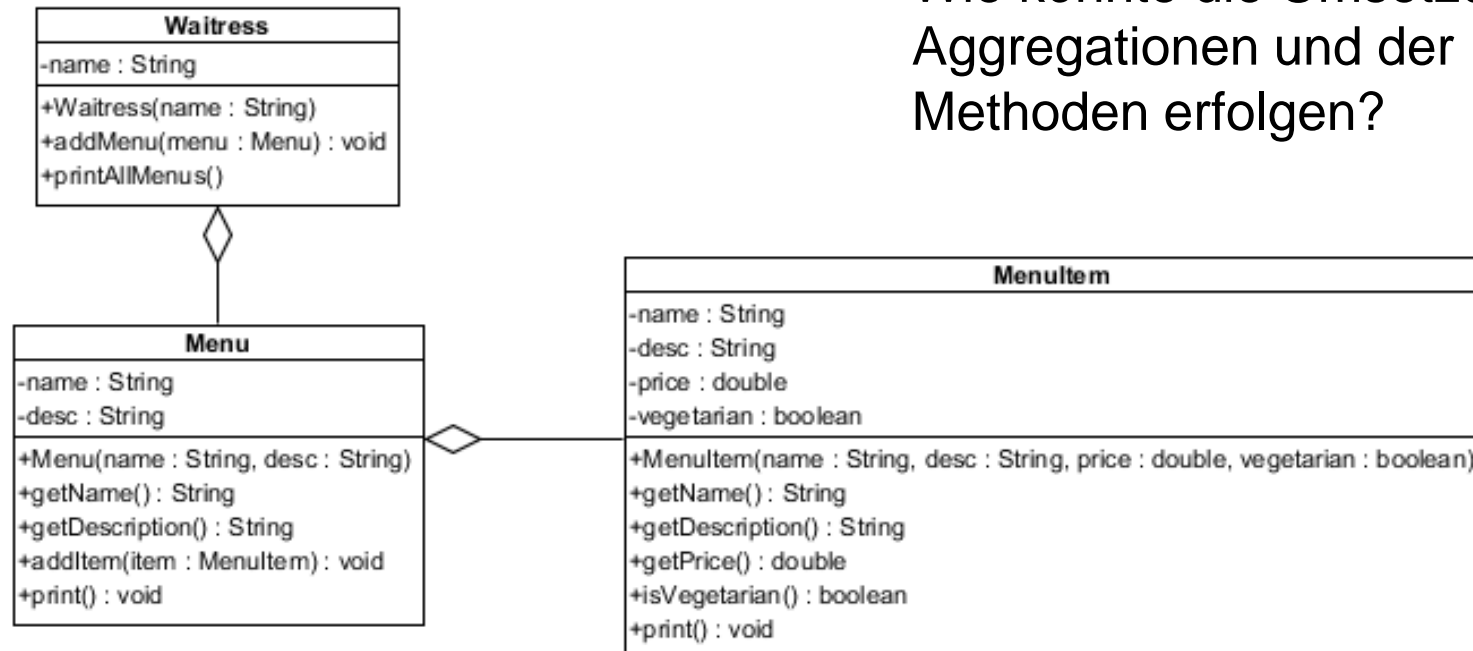 Aggregationen und der
Methoden erfolgen?
Waitress
-name : String
+Waitress(name : String)
+addMenu(menu : Menu) : void
+printAllMenus()
Menu
-name : String
-desc : String
+Menu(name : String, desc : String)
+getName() : String
+getDescription() : String
+addItem(item : MenuItem) : void
+print() : void
MenuItem
-name : String
-desc : String
-price : double
-vegetarian : boolean
+MenuItem(name : String, desc : String, price : double, vegetarian : boolean)
+getName() : String
+getDescription() : String
+getPrice() : double
+isVegetarian() : boolean
+print() : void